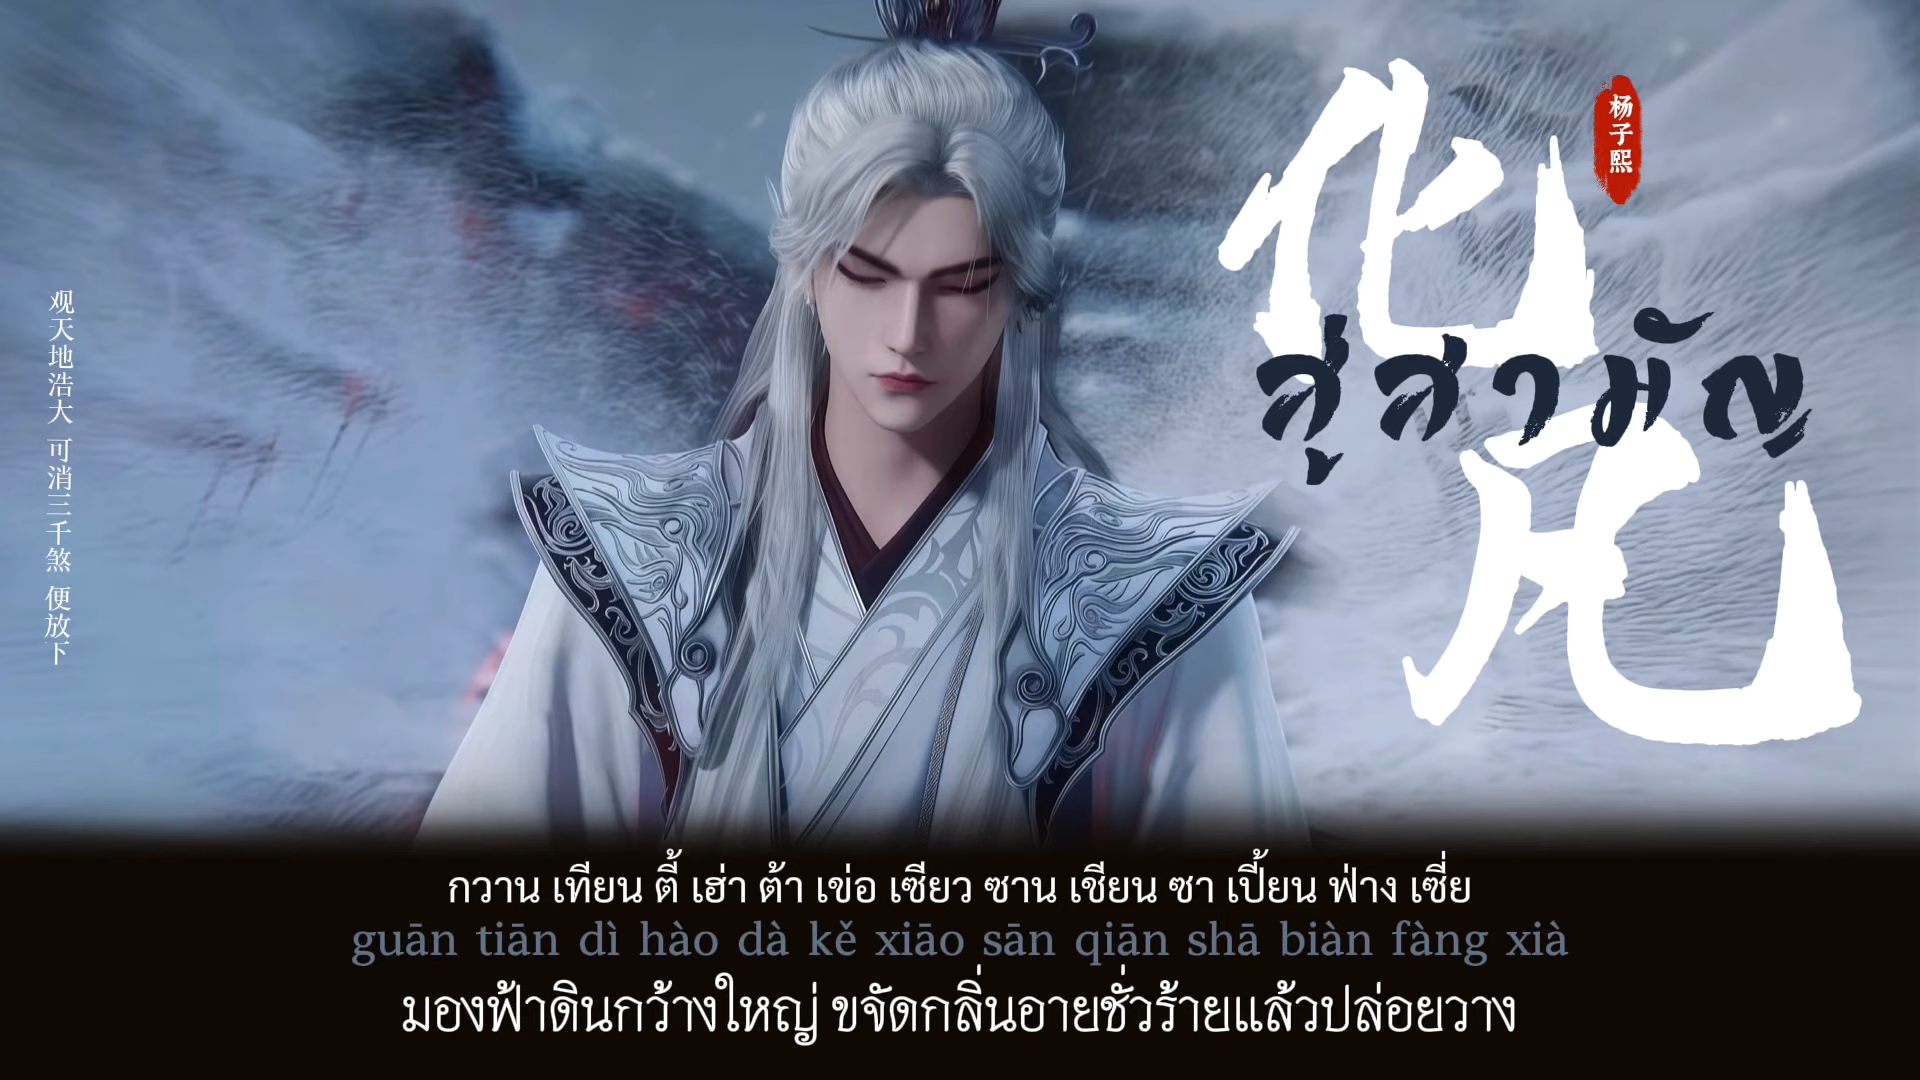 观天地浩大 可消三千煞 便放下
化凡
杨子熙
สู่สามัญ
กวาน เทียน ตี้ เฮ่า ต้า เข่อ เซียว ซาน เชียน ซา เปี้ยน ฟ่าง เซี่ย
guān tiān dì hào dà kě xiāo sān qiān shā biàn fàng xià
มองฟ้าดินกว้างใหญ่ ขจัดกลิ่นอายชั่วร้ายแล้วปล่อยวาง